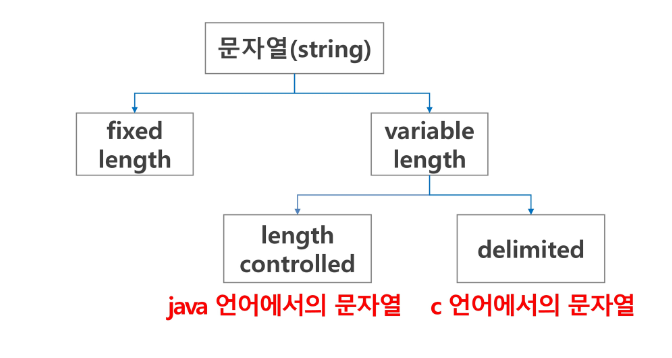 문자열(string)
fixed
length
variable
length
length
controlled
delimited
java 언어에서의 문자열
c 언어에서의 문자열